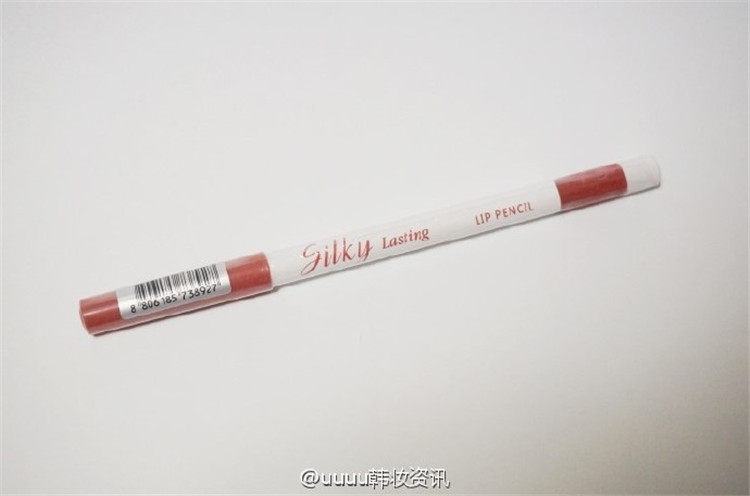 Silky Lasting LIP PENCIL
8 806185 738927
@uuuu韩妆资讯